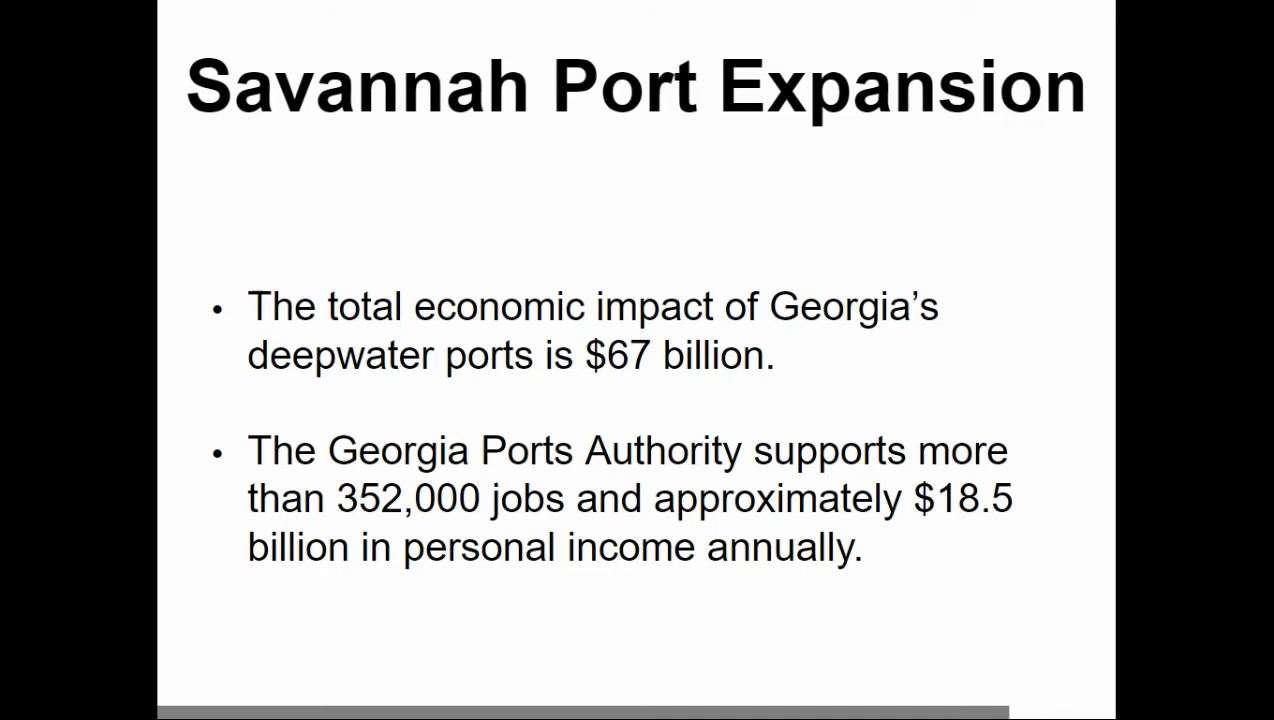 Savannah Port Expansion
• The total economic impact of Georgia’s
deepwater ports is $67 billion.
• The Georgia Ports Authority supports more
than 352,000 jobs and approximately $18.5
billion in personal income annually.